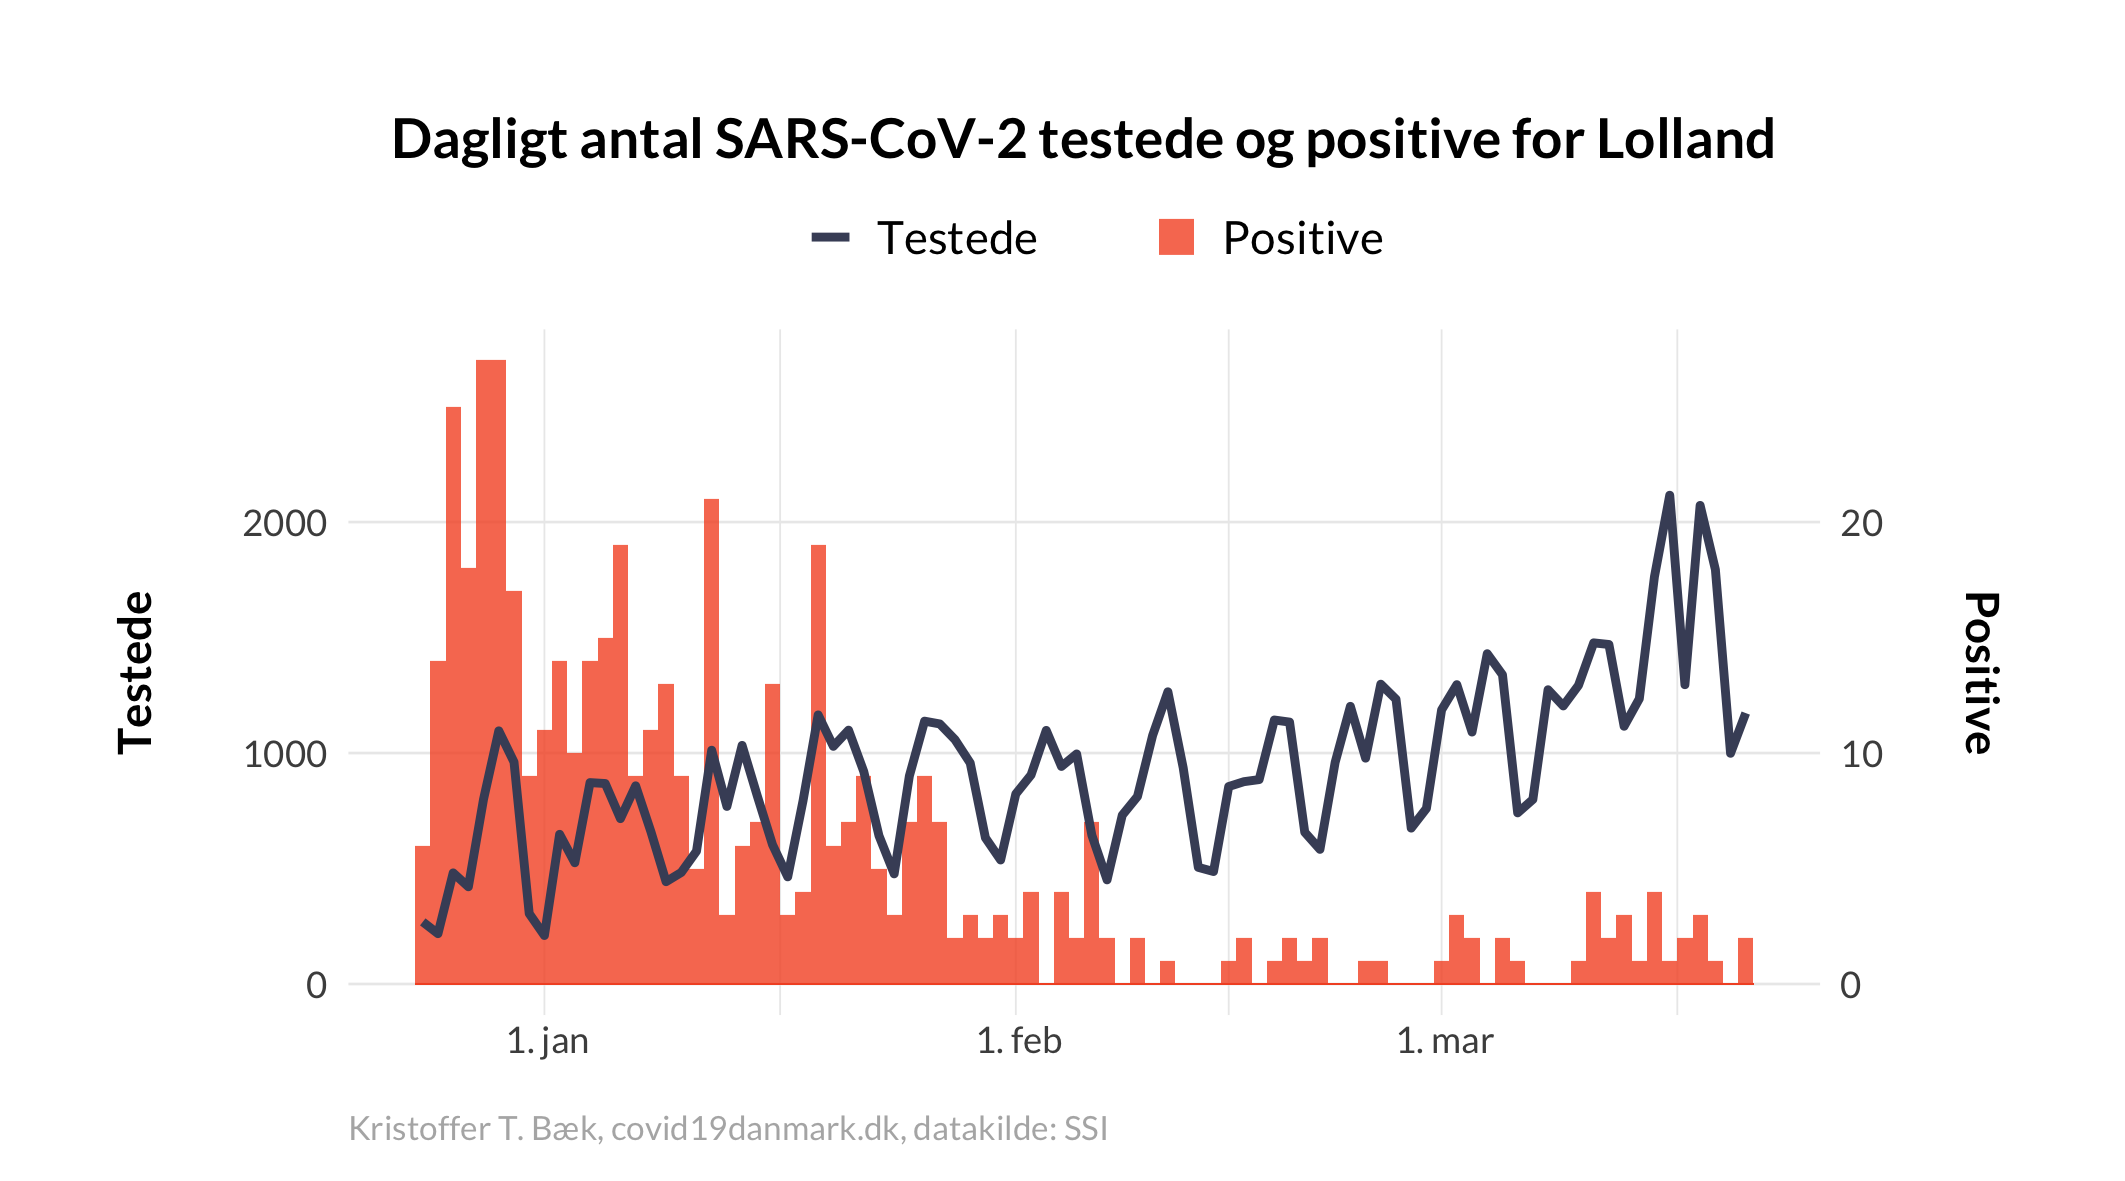 Dagligt antal SARS-CoV-2 testede og positive for Lolland
Testede
Positive
Testede
2000
1000
0
20
10
0
Positive
1. jan
1. feb
1. mar
Kristoffer T. Bæk, covid19danmark.dk, datakilde: SSI